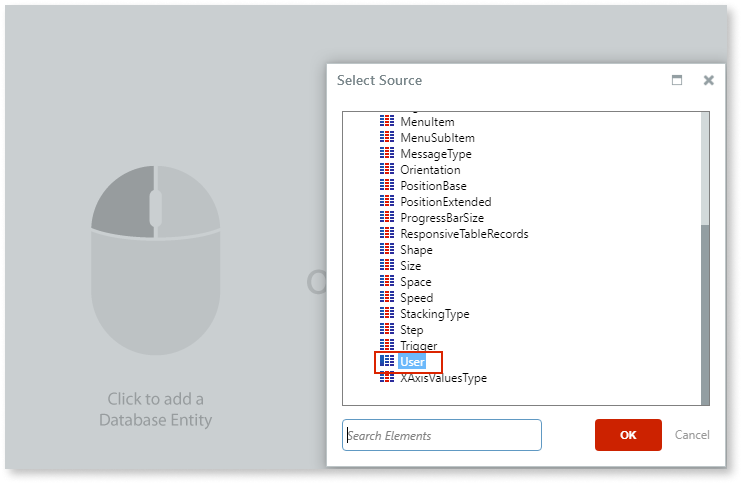 Select Source
MenuItem
MenuSubItem
MessageType
Orientation
PositionBase
PositionExtended
ProgressBarSize
ResponsiveTableRecords
Shape
Size
Space
Speed
StackingType
Step
Trigger
User
XAxisValuesType
Click to add a
Database Entity
Search Elements
OK
Cancel